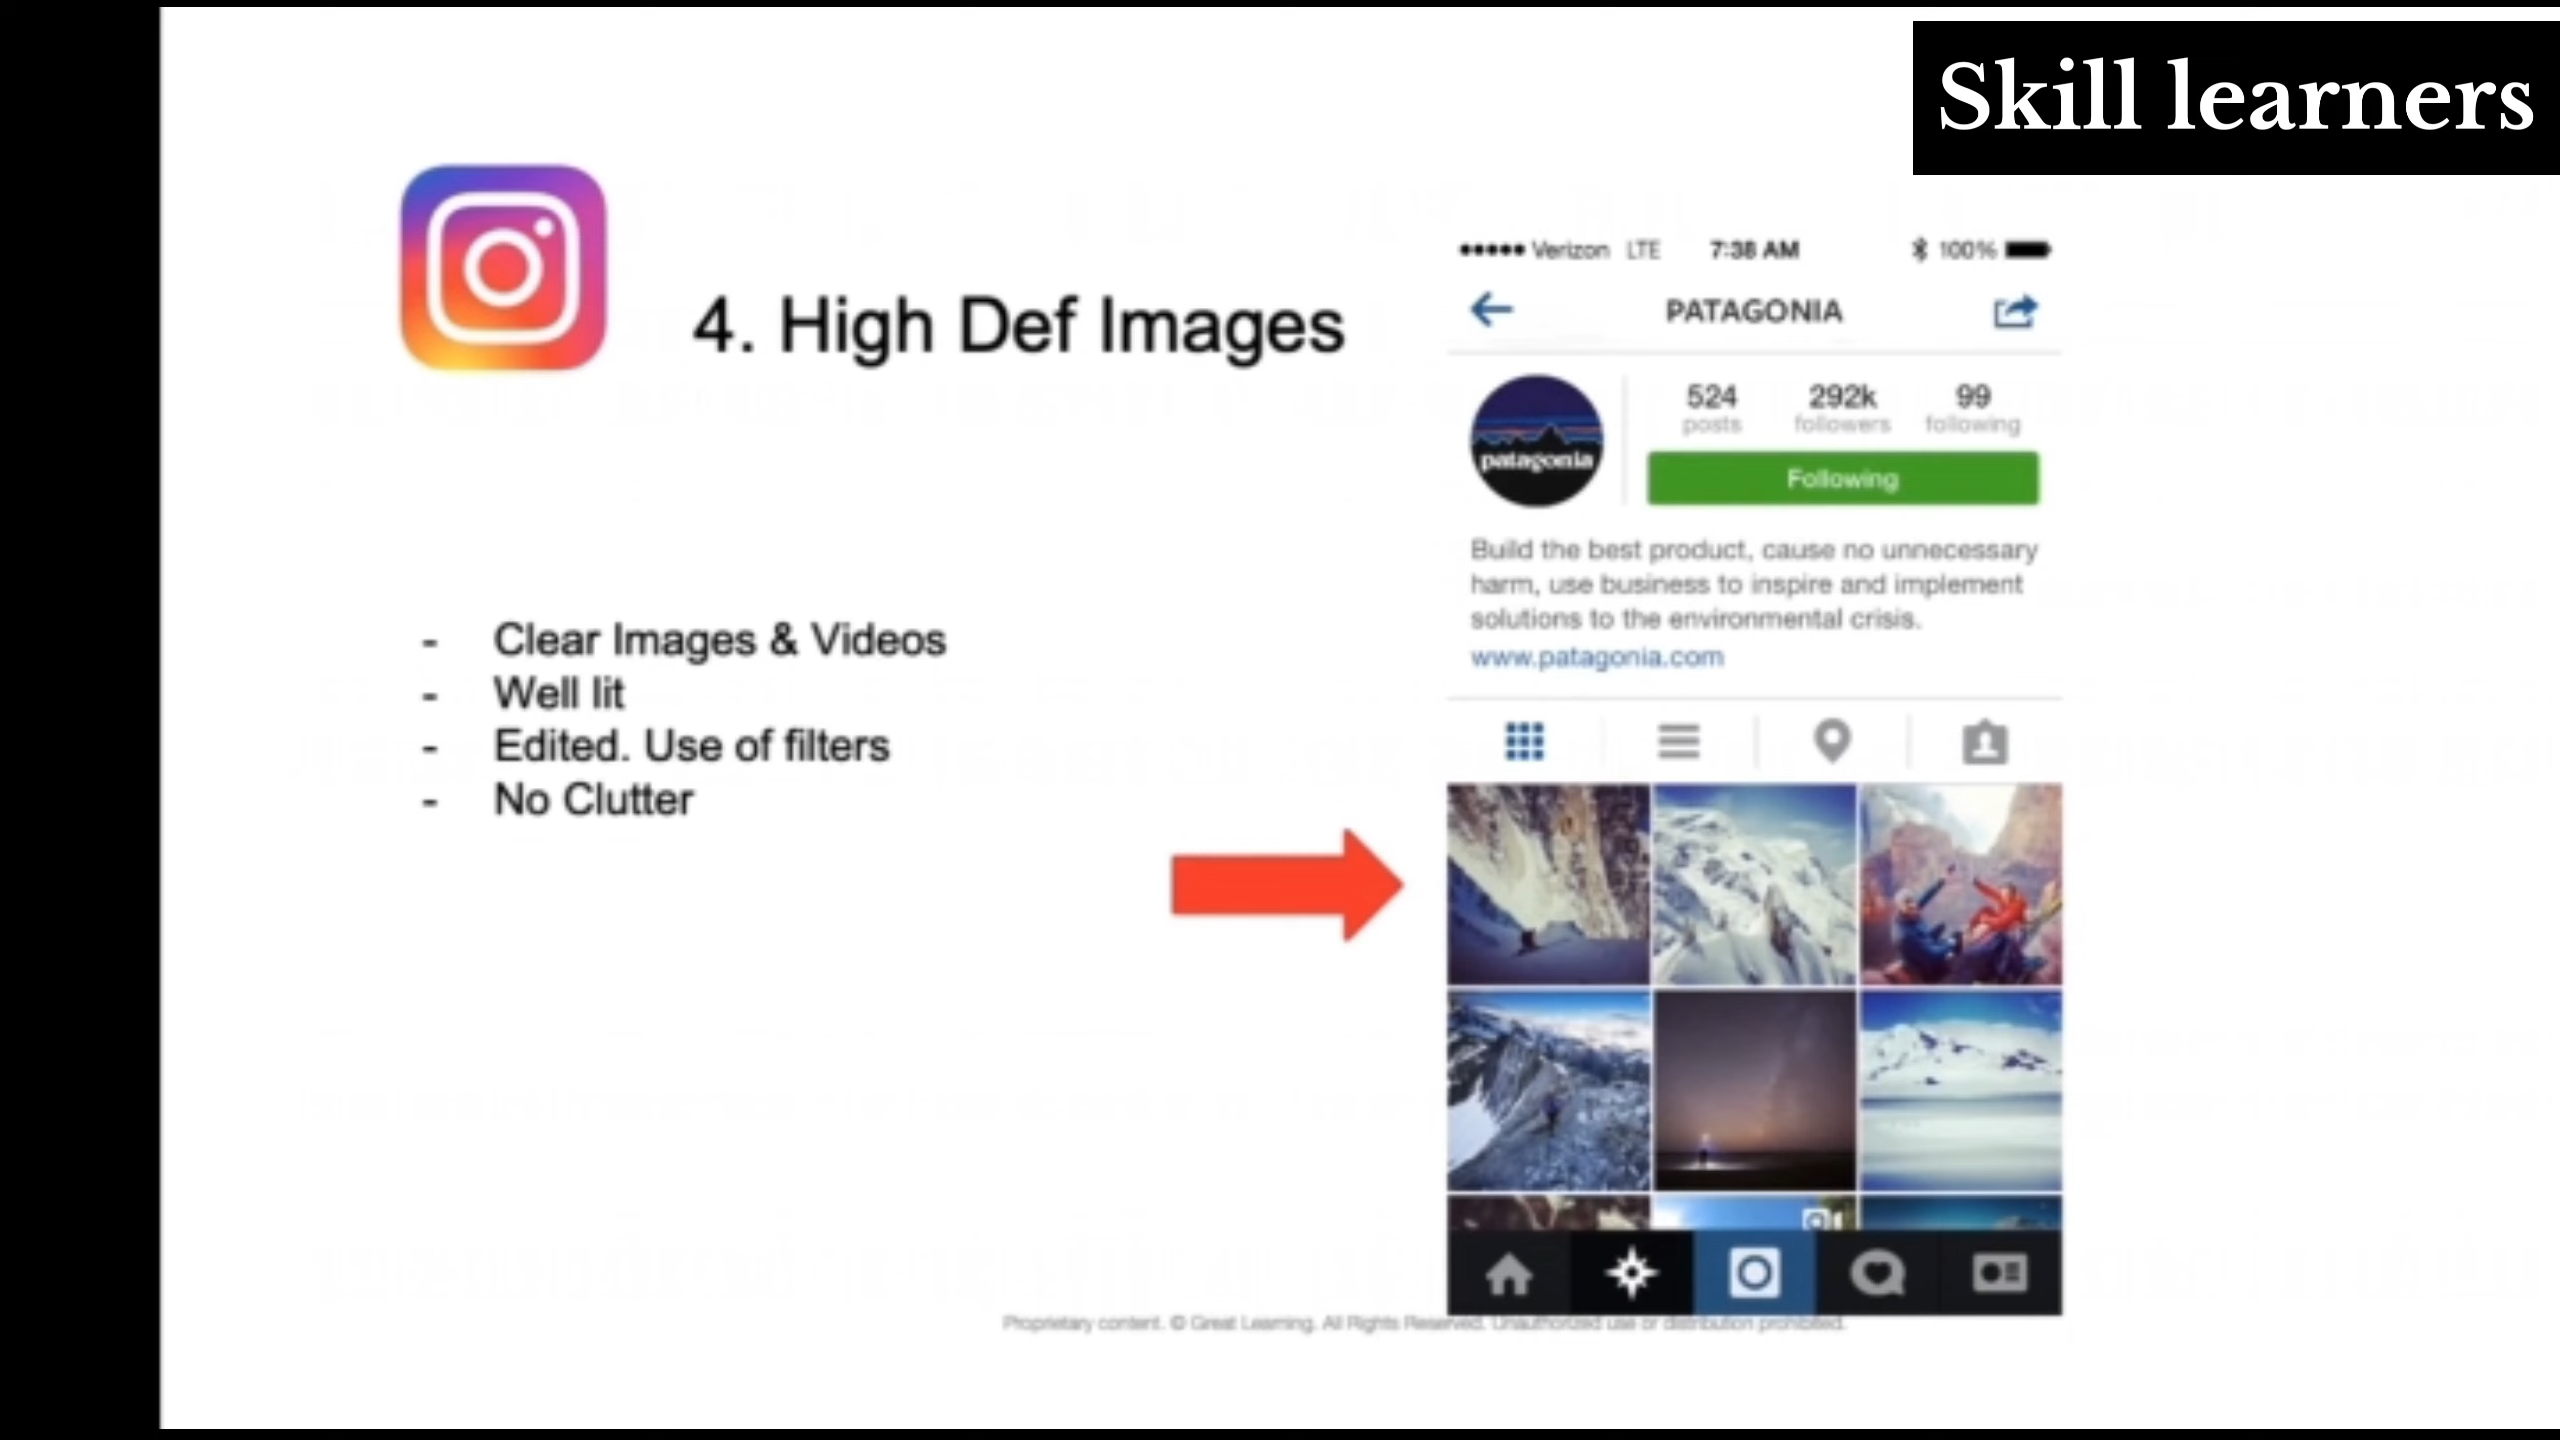 Skill learners
4. High Def Images
- Clear Images & Videos
- Well lit
- Edited. Use of filters
- No Clutter
Verizon LTE 7:38 AM 100%
PATAGONIA
524 292k 99
posts followers following
patagonia
Following
Build the best product, cause no unnecessary
harm, use business to inspire and implement
solutions to the environmental crisis.
www.patagonia.com
Proprietary content. © Great Learning. All Rights Reserved. Unauthorized use or distribution prohibited.